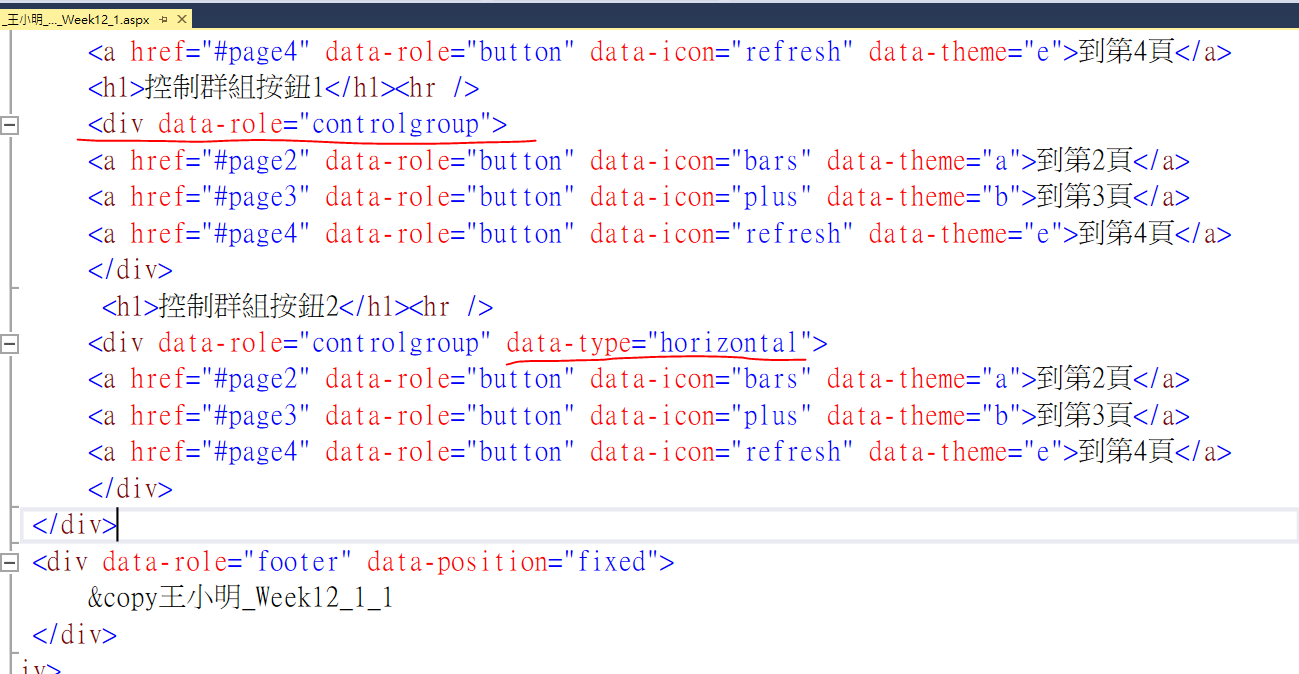 _王小明_..._Week12_1.aspx
<a href="#page4" data-role="button" data-icon="refresh" data-theme="e">到第4頁</a>
<h1>控制群組按鈕1</h1><hr />
<div data-role="controlgroup">
<a href="#page2" data-role="button" data-icon="bars" data-theme="a">到第2頁</a>
<a href="#page3" data-role="button" data-icon="plus" data-theme="b">到第3頁</a>
<a href="#page4" data-role="button" data-icon="refresh" data-theme="e">到第4頁</a>
</div>
<h1>控制群組按鈕2</h1><hr />
<div data-role="controlgroup" data-type="horizontal">
<a href="#page2" data-role="button" data-icon="bars" data-theme="a">到第2頁</a>
<a href="#page3" data-role="button" data-icon="plus" data-theme="b">到第3頁</a>
<a href="#page4" data-role="button" data-icon="refresh" data-theme="e">到第4頁</a>
</div>
</div>
<div data-role="footer" data-position="fixed">
&copy王小明_Week12_1_1
</div>
iv>